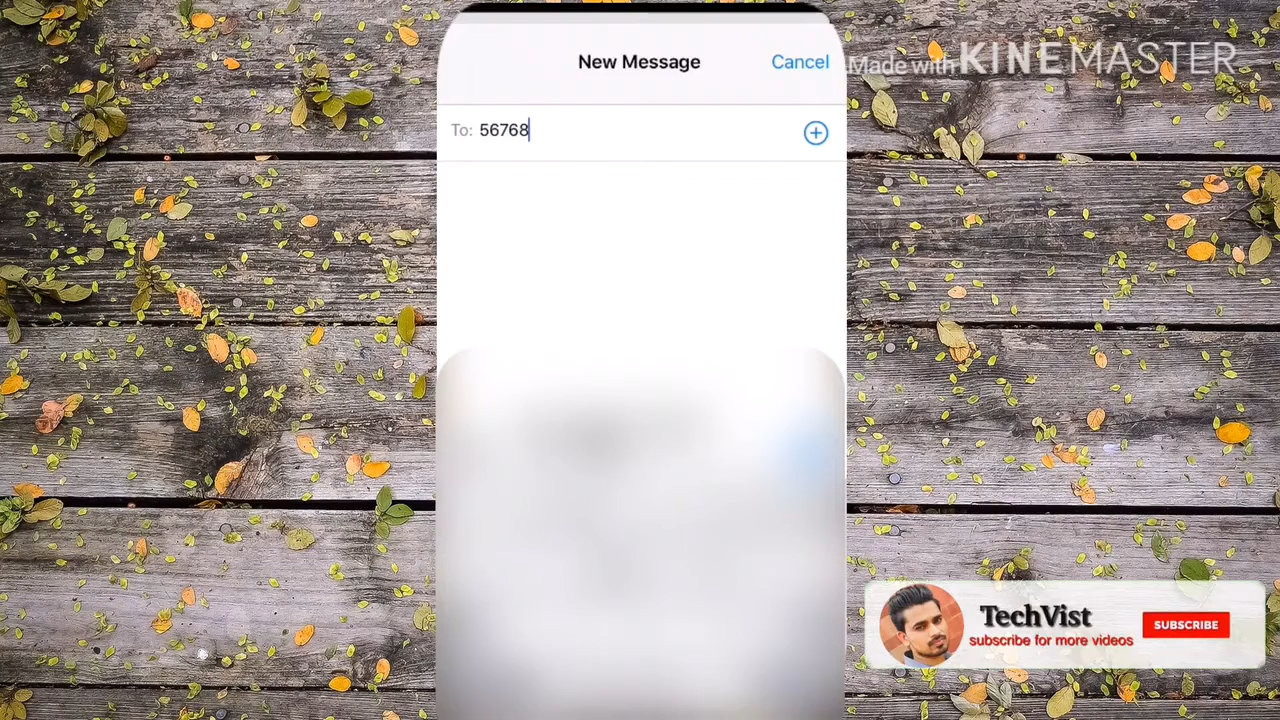 New Message
Cancel
Made with KINEMASTER
To: 56768
TechVist
subscribe for more videos
SUBSCRIBE